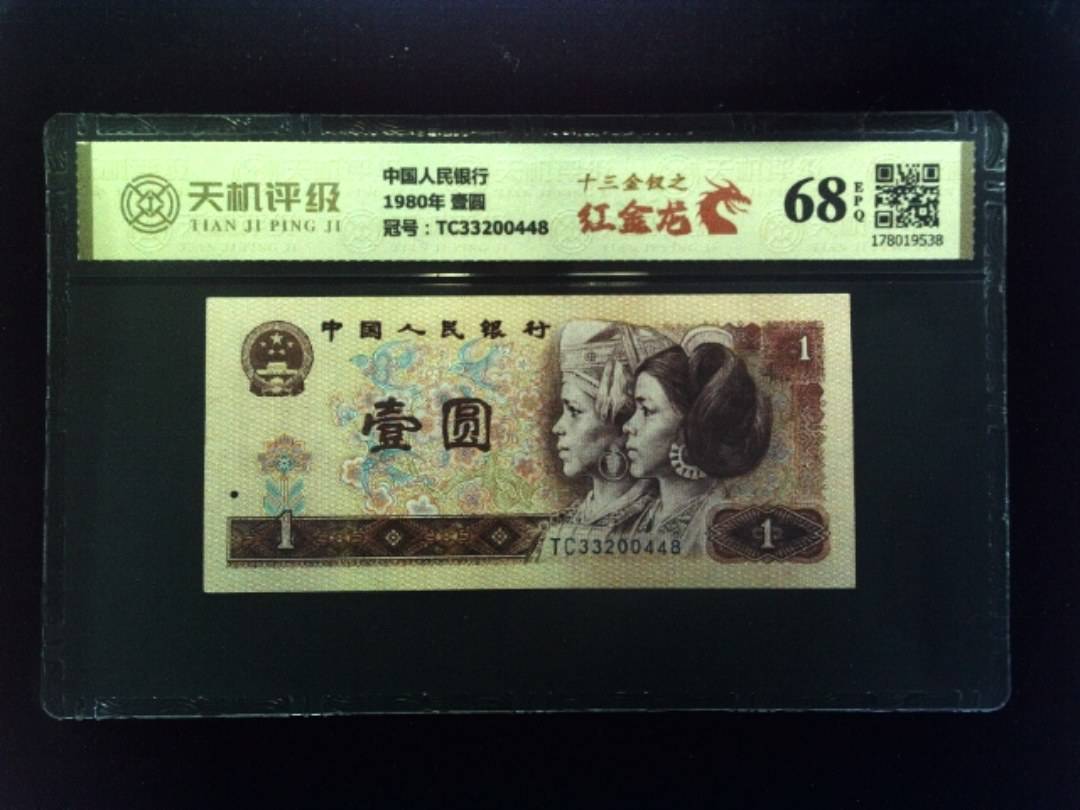 天机评级
TIAN JI PING JI
中国人民银行
1980年 壹圆
冠号：TC33200448
十三金钗之
红金龙
68
EPQ
178019538
中国人民银行
壹圆
1
1
1
TC33200448